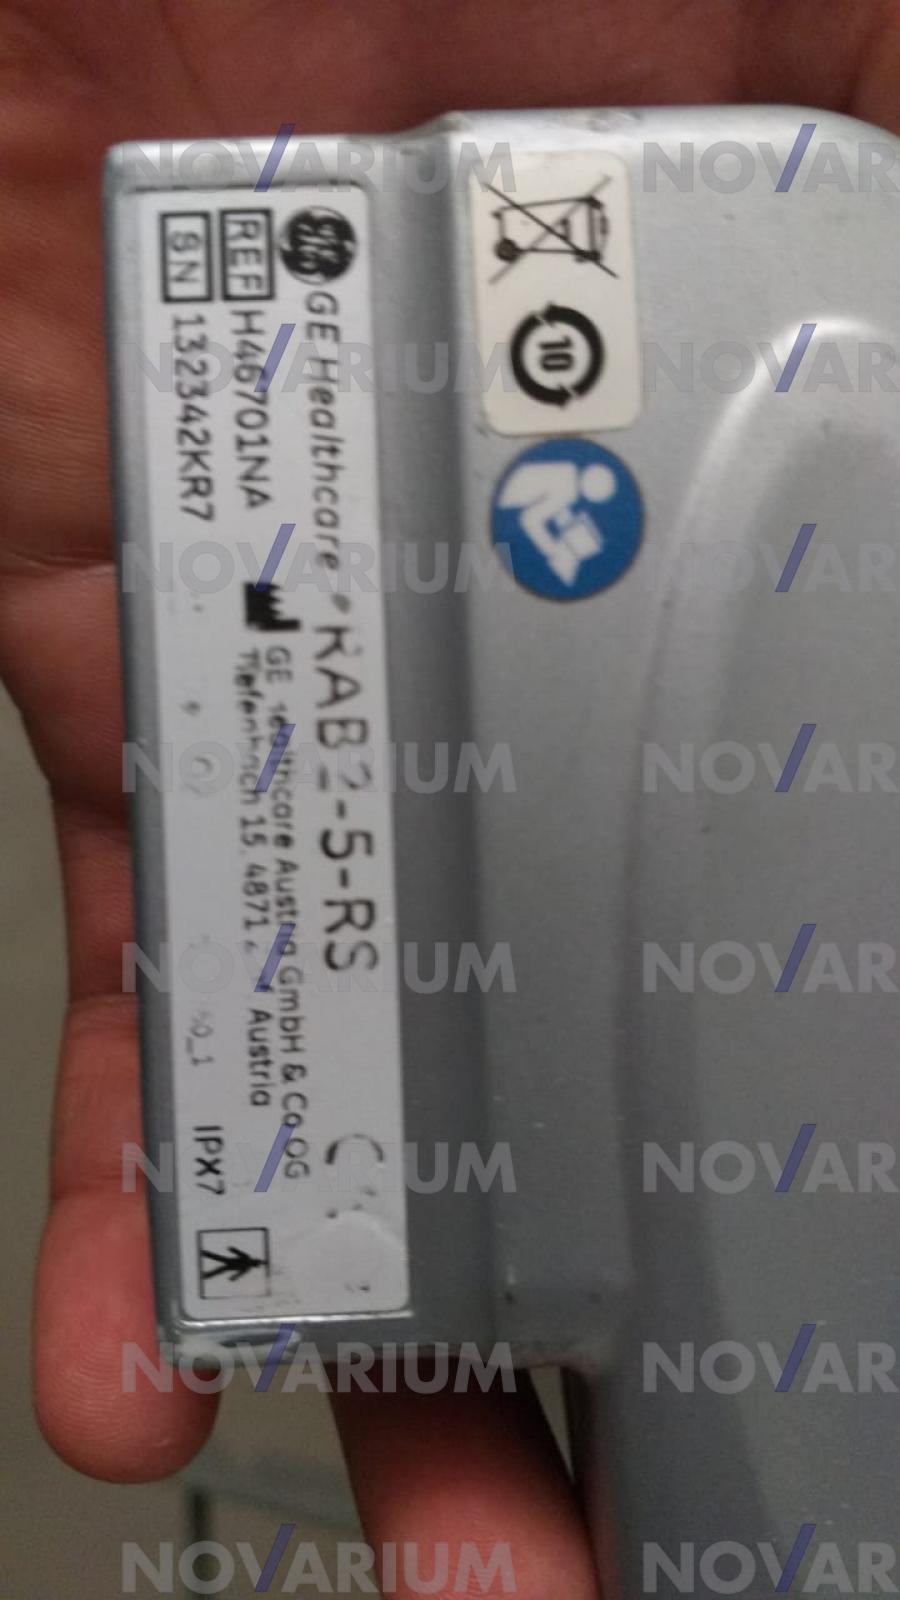 GE Healthcare RAB2-5-RS
REF H46701NA
GE Healthcare Austria GmbH & Co OG
Tiefenbach 15, 4871 Austria
SN 132342KR7
IPX7
10
NOVARIUM